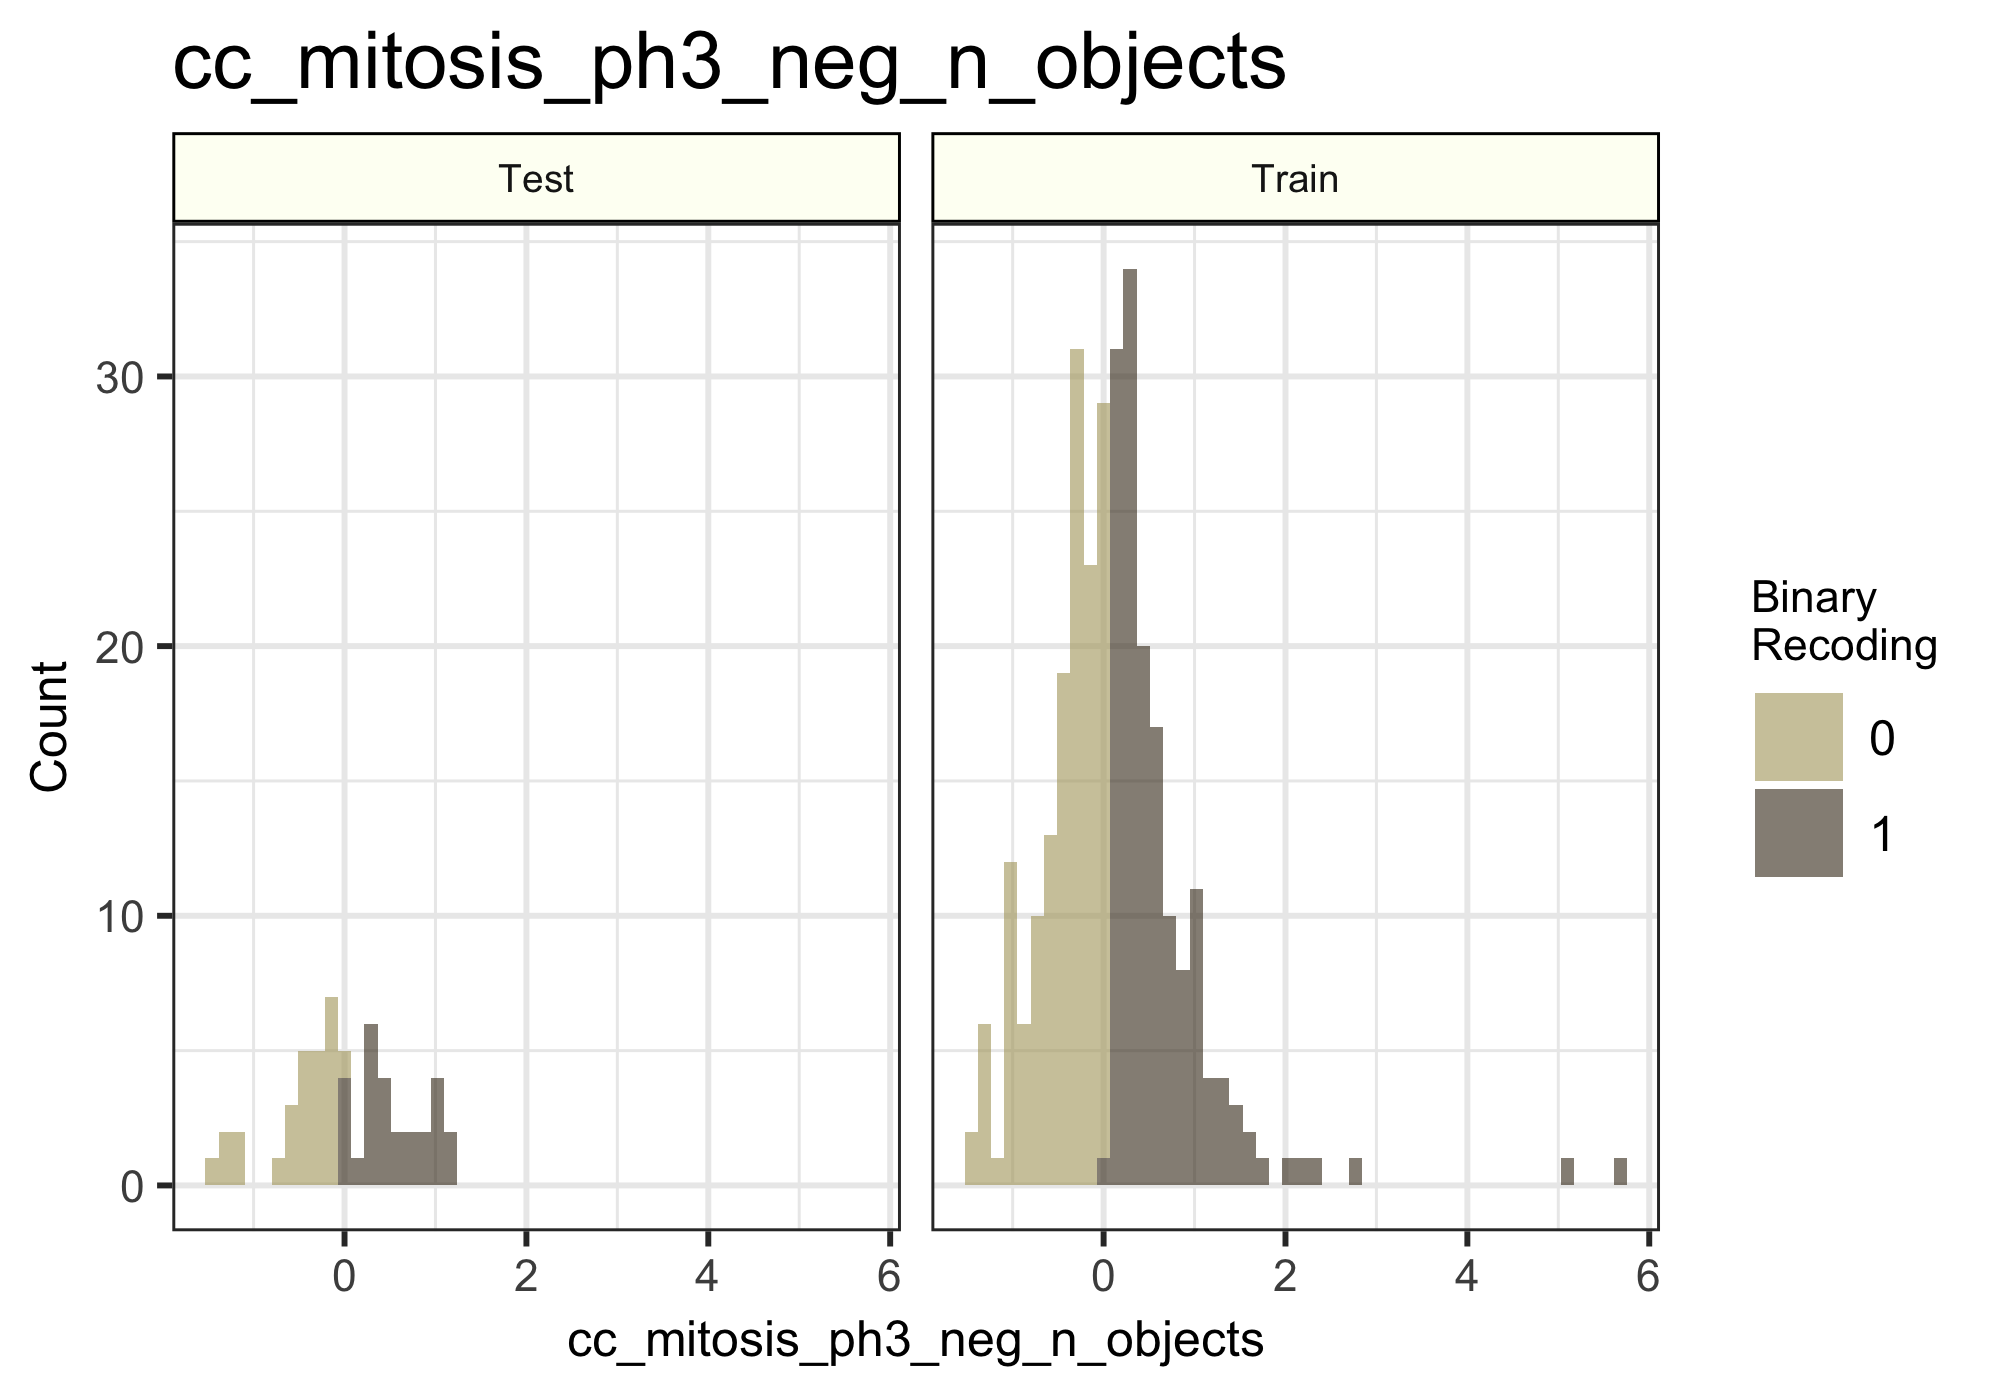 cc_mitosis_ph3_neg_n_objects
Test
Train
30
20
10
0
Count
0 2 4 6
0 2 4 6
cc_mitosis_ph3_neg_n_objects
Binary
Recoding
0
1